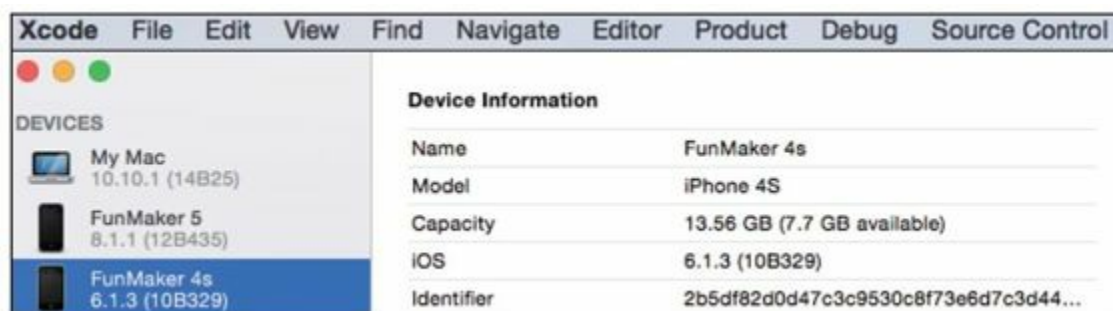 Xcode File Edit View Find Navigate Editor Product Debug Source Control
DEVICES
My Mac
10.10.1 (14B25)
FunMaker 5
8.1.1 (12B435)
FunMaker 4s
6.1.3 (10B329)
Device Information
Name FunMaker 4s
Model iPhone 4S
Capacity 13.56 GB (7.7 GB available)
iOS 6.1.3 (10B329)
Identifier 2b5df82d0d47c3c9530c8f73e6d7c3d44...